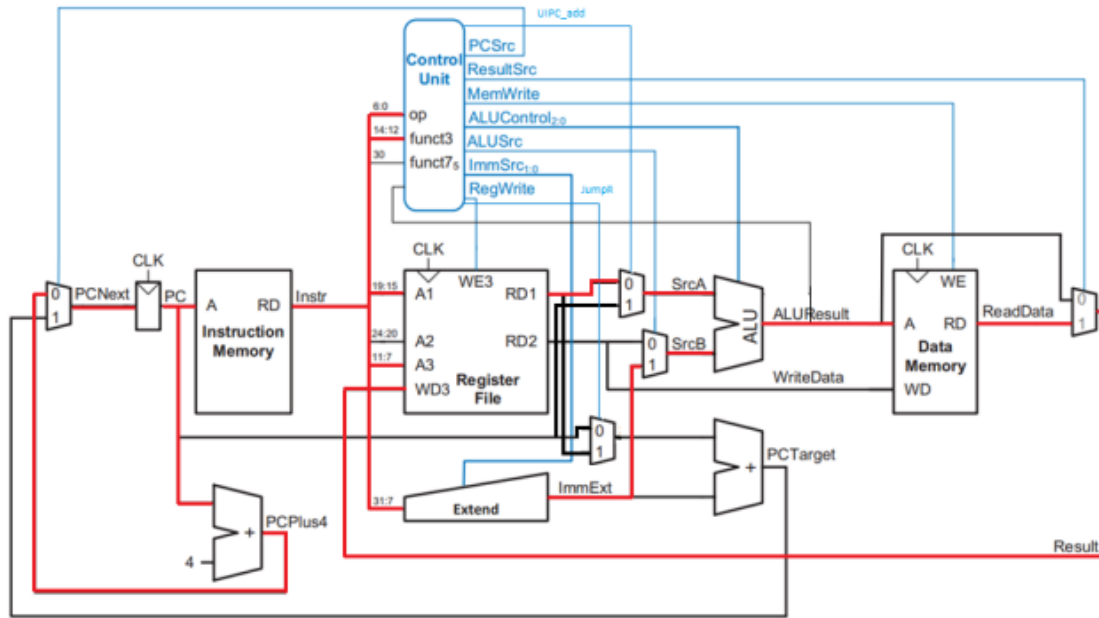 UIPC_add
PCSrc
Control
Unit
ResultSrc
MemWrite
6:0
op
ALUControl2:0
14:12
funct3
ALUSrc
30
funct75
ImmSrc1:0
RegWrite
JumpR
CLK
CLK
CLK
0
1
PCNext
PC
A
RD
Instr
Instruction
Memory
19:15
A1
WE3
RD1
0
1
SrcA
24:20
A2
RD2
0
1
SrcB
11:7
A3
WD3
Register
File
ALU
ALUResult
WriteData
WE
A
RD
ReadData
Data
Memory
WD
0
1
0
1
+
PCTarget
31:7
Extend
ImmExt
4
+
PCPlus4
Result